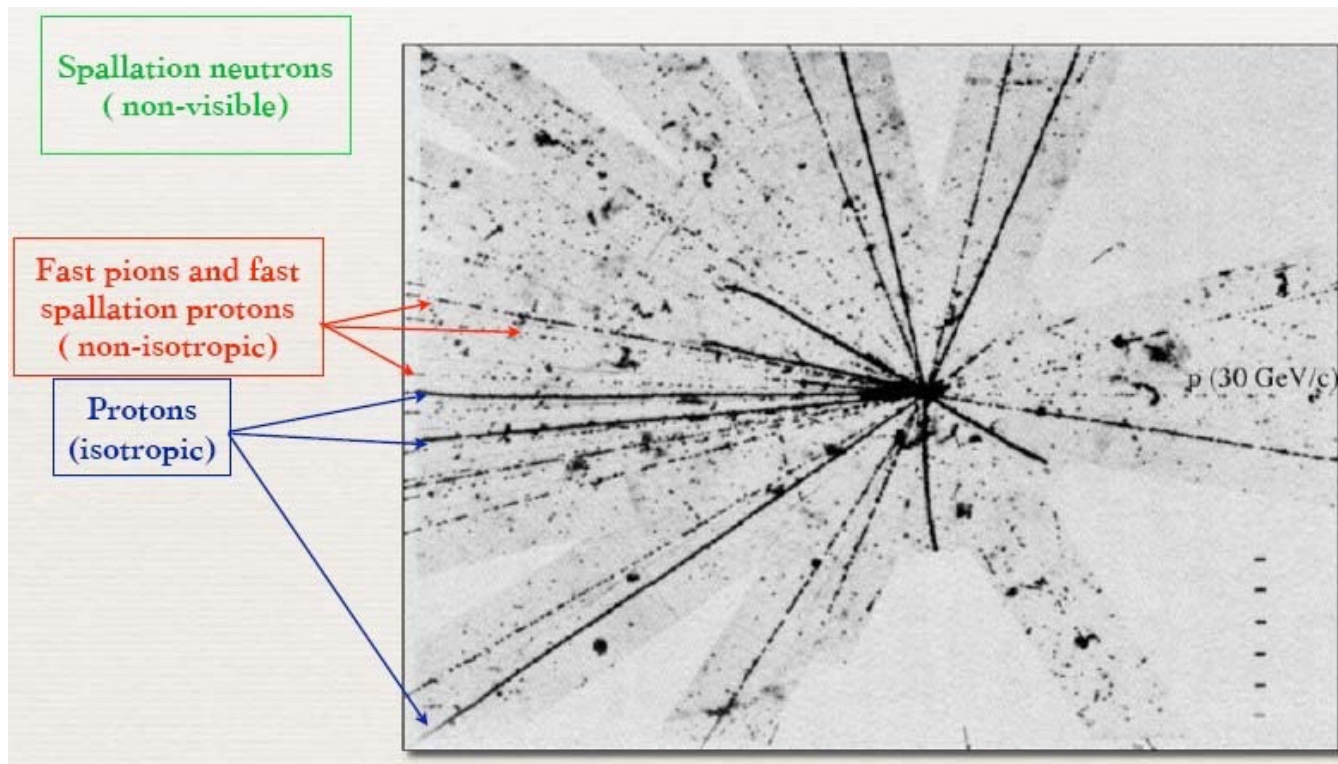 Spallation neutrons
( non-visible)
Fast pions and fast
spallation protons
( non-isotropic)
Protons
(isotropic)
p (30 GeV/c)